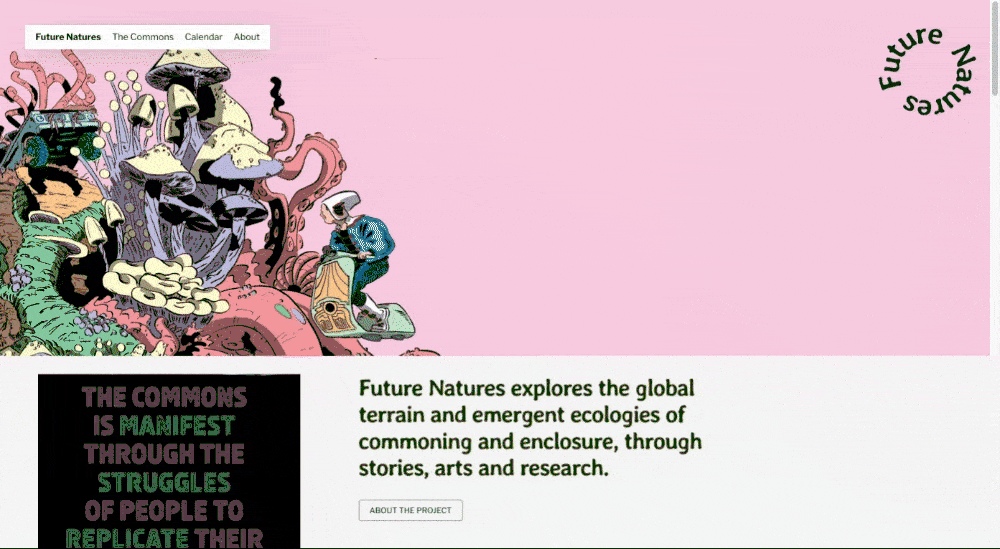 Future Natures The Commons Calendar About
Future Natures
THE COMMONS
IS MANIFEST
THROUGH THE
STRUGGLES
OF PEOPLE TO
REPLICATE THEIR
Future Natures explores the global
terrain and emergent ecologies of
commoning and enclosure, through
stories, arts and research.
ABOUT THE PROJECT